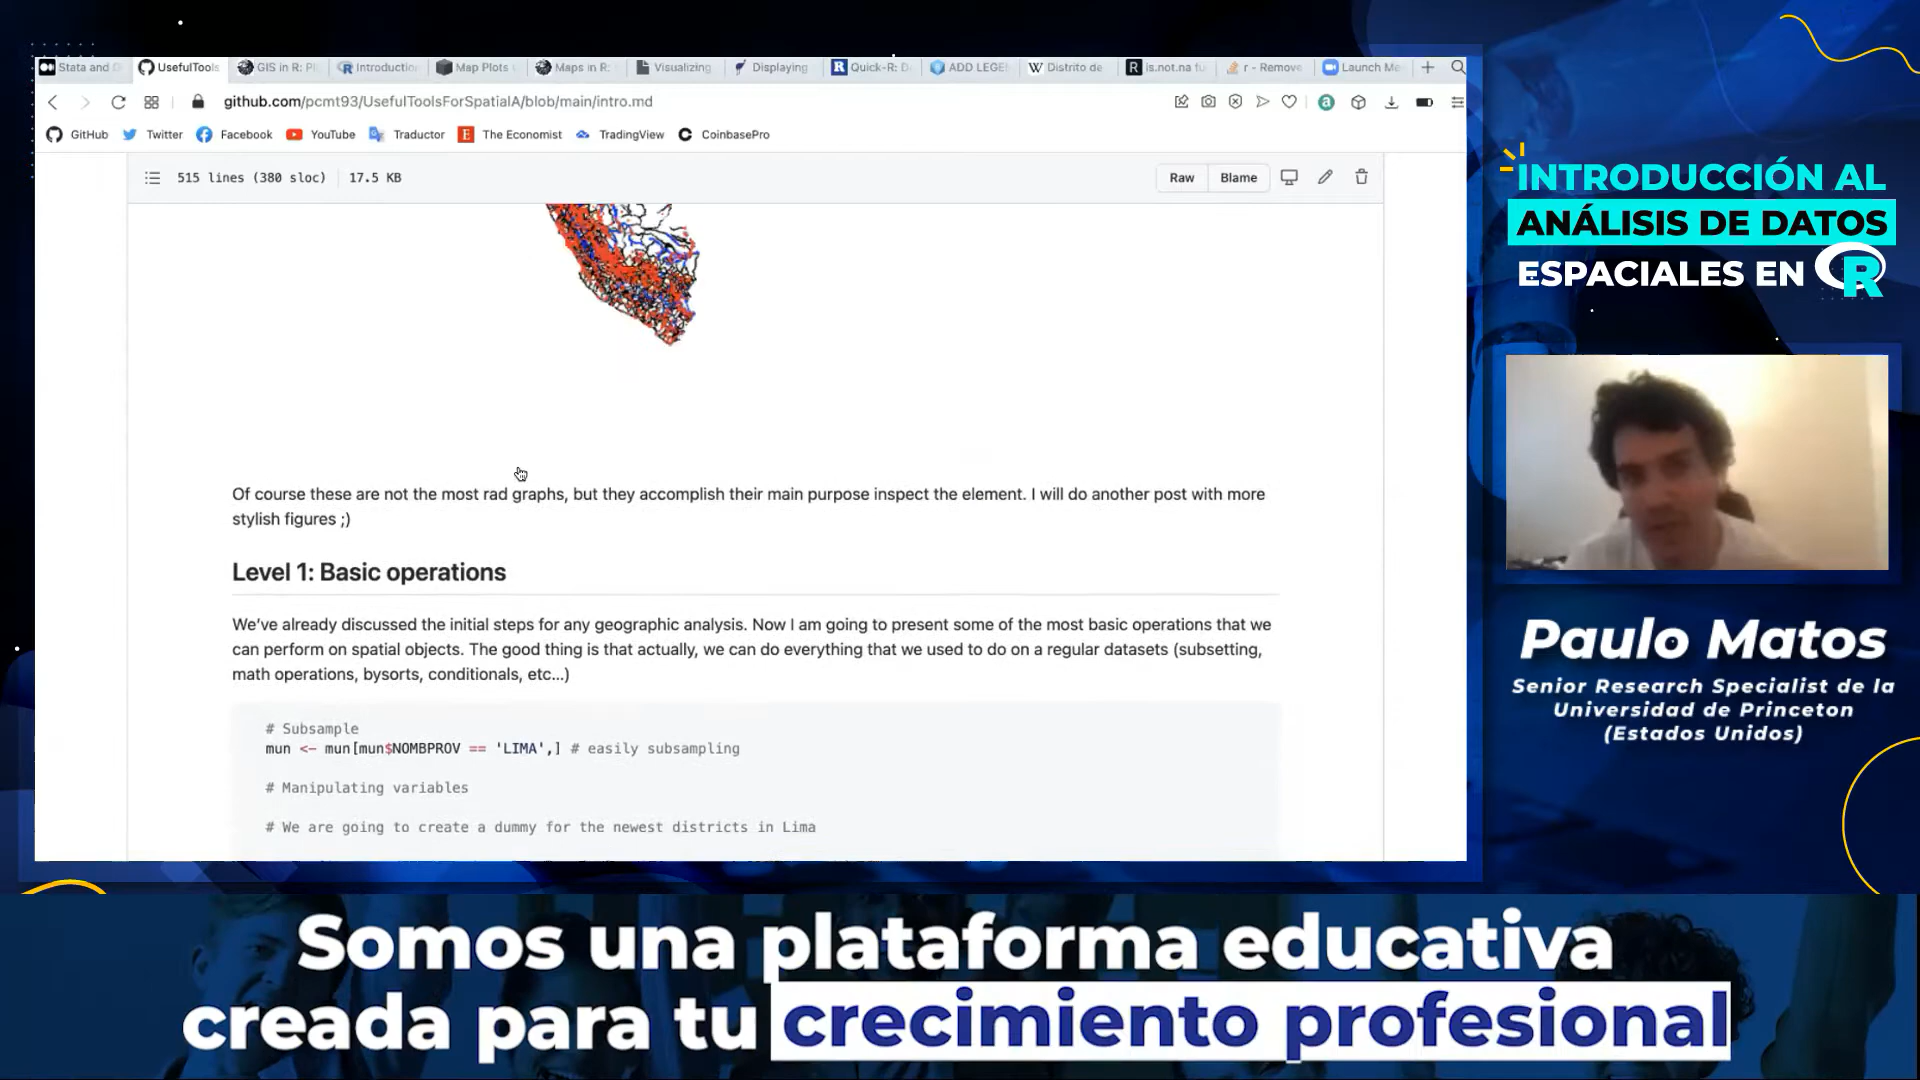 Stata and
UsefulTools
GIS in R:
Introductio
Map Plots
Maps in R:
Visualizing
Displaying
Quick-R:
ADD LEGE
Distrito de
is.not.na fu
r - Remove
Launch Me
github.com/pcmt93/UsefulToolsForSpatialA/blob/main/intro.md
GitHub Twitter Facebook YouTube Traductor The Economist TradingView CoinbasePro
515 lines (380 sloc) 17.5 KB
Raw Blame
Of course these are not the most rad graphs, but they accomplish their main purpose inspect the element. I will do another post with more
stylish figures ;)
Level 1: Basic operations
We've already discussed the initial steps for any geographic analysis. Now I am going to present some of the most basic operations that we
can perform on spatial objects. The good thing is that actually, we can do everything that we used to do on a regular datasets (subsetting,
math operations, bysorts, conditionals, etc...)
# Subsample
mun <- mun[mun$NOMBPROV == 'LIMA',] # easily subsampling
# Manipulating variables
# We are going to create a dummy for the newest districts in Lima
INTRODUCCIÓN AL
ANÁLISIS DE DATOS
ESPACIALES EN R
Paulo Matos
Senior Research Specialist de la
Universidad de Princeton
(Estados Unidos)
Somos una plataforma educativa
creada para tu crecimiento profesional